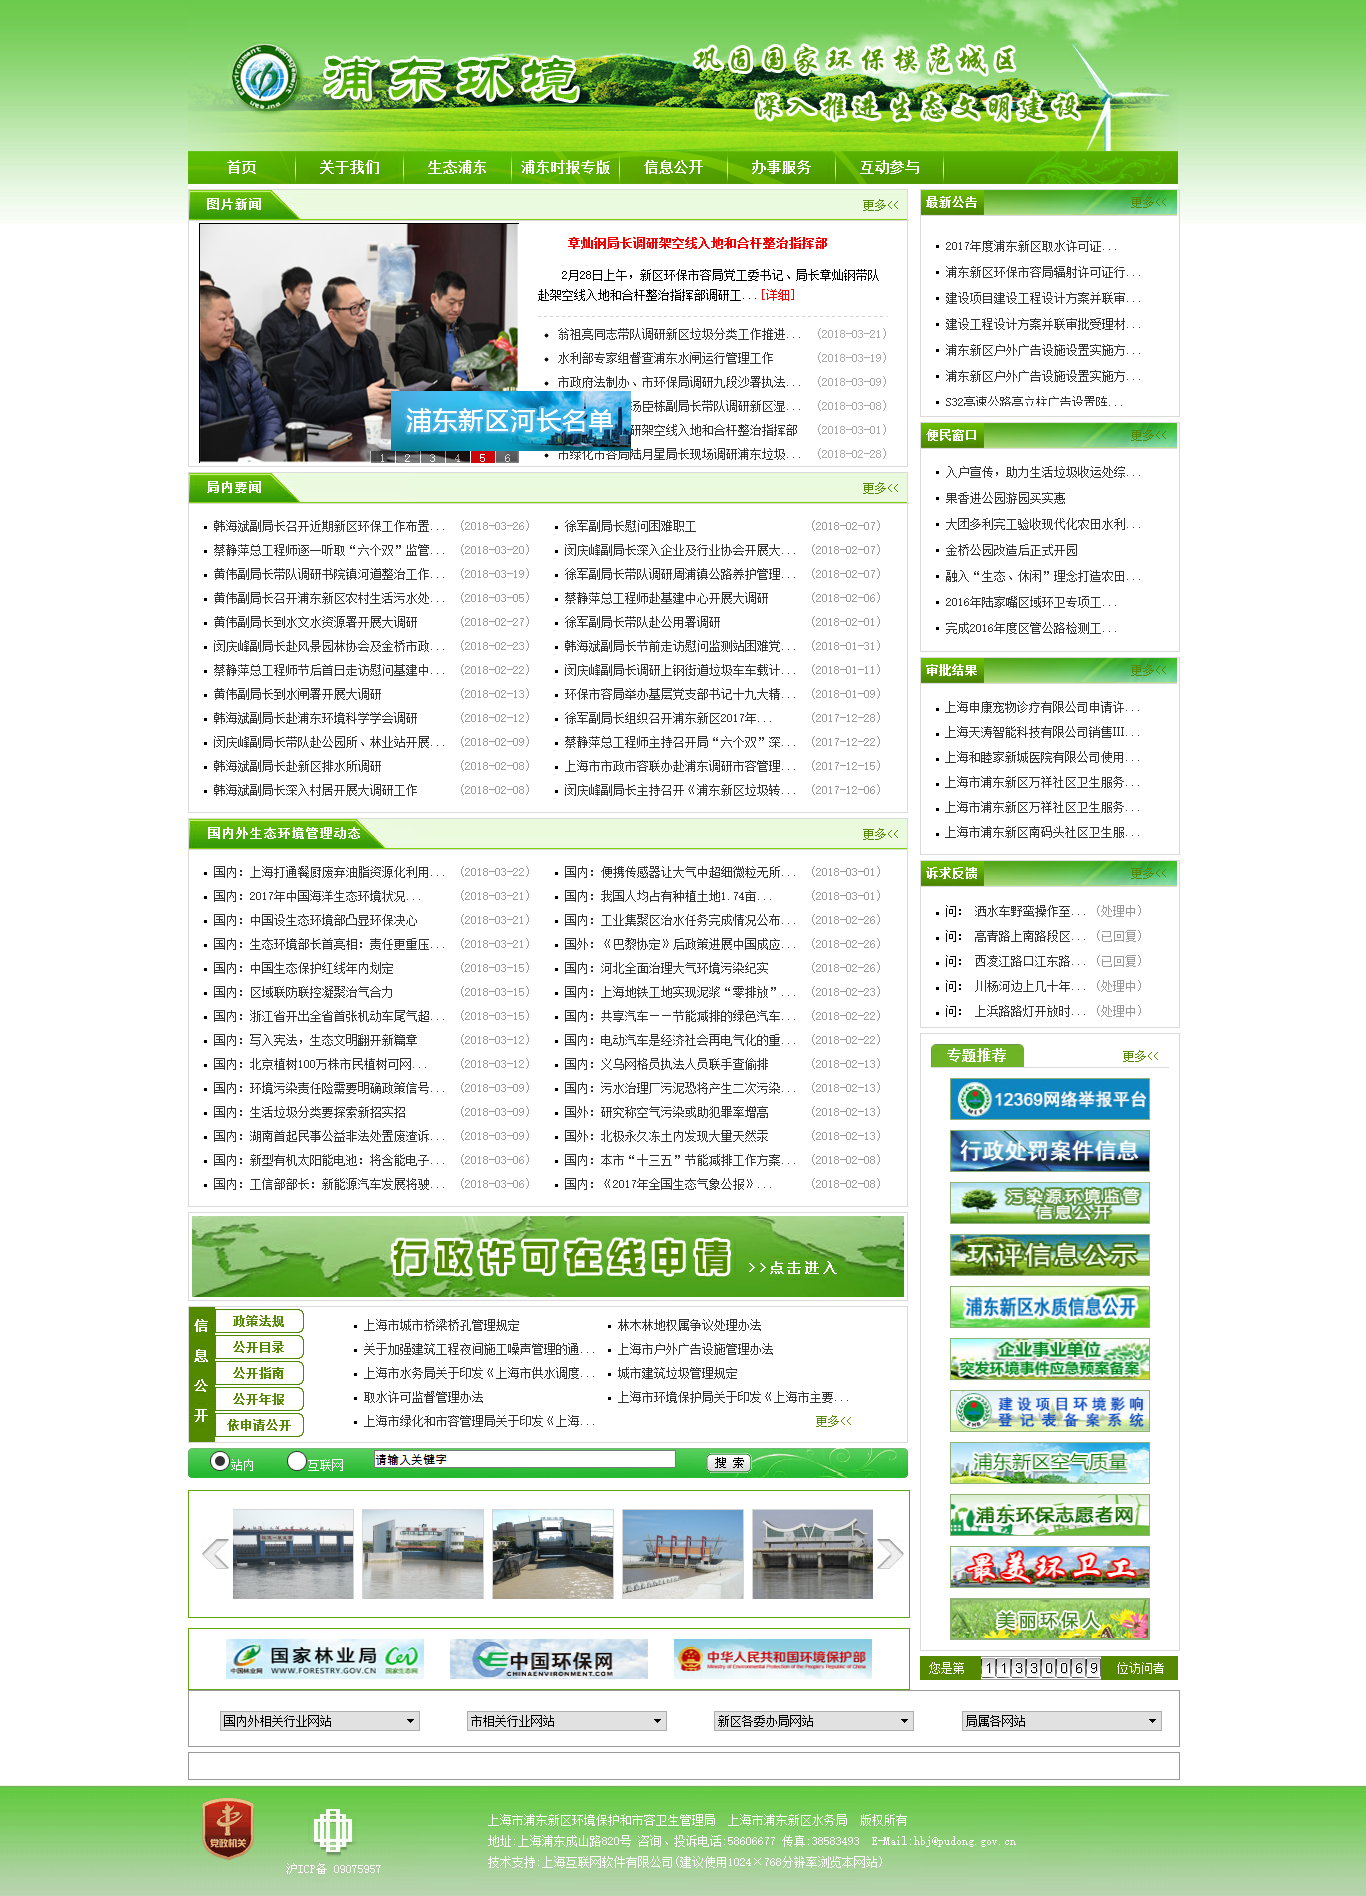 浦东环境
巩固国家环保模范城区
深入推进生态文明建设
首页 关于我们 生态浦东 浦东时报专版 信息公开 办事服务 互动参与
图片新闻 更多<<
章灿钢局长调研架空线入地和合杆整治指挥部
2月28日上午，新区环保市容局党工委书记、局长章灿钢带队
赴架空线入地和合杆整治指挥部调研工...[详细]
翁祖亮同志带队调研新区垃圾分类工作推进... (2018-03-21)
水利部专家组督查浦东水闸运行管理工作 (2018-03-19)
市政府法制办、市环保局调研九段沙署执法... (2018-03-09)
汤臣栋副局长带队调研新区湿... (2018-03-08)
研架空线入地和合杆整治指挥部 (2018-03-01)
市绿化市容局陆月星局长现场调研浦东垃圾... (2018-02-28)
浦东新区河长名单
1 2 3 4 5 6
局内要闻 更多<<
韩海斌副局长召开近期新区环保工作布置... (2018-03-26)
蔡静萍总工程师逐一听取“六个双”监管... (2018-03-20)
黄伟副局长带队调研书院镇河道整治工作... (2018-03-19)
黄伟副局长召开浦东新区农村生活污水处... (2018-03-05)
黄伟副局长到水文水资源署开展大调研 (2018-02-27)
闵庆峰副局长赴风景园林协会及金桥市政... (2018-02-23)
蔡静萍总工程师节后首日走访慰问基建中... (2018-02-22)
黄伟副局长到水闸署开展大调研 (2018-02-13)
韩海斌副局长赴浦东环境科学学会调研 (2018-02-12)
闵庆峰副局长带队赴公园所、林业站开展... (2018-02-09)
韩海斌副局长赴新区排水所调研 (2018-02-08)
韩海斌副局长深入村居开展大调研工作 (2018-02-08)
徐军副局长慰问困难职工 (2018-02-07)
闵庆峰副局长深入企业及行业协会开展大... (2018-02-07)
徐军副局长带队调研周浦镇公路养护管理... (2018-02-07)
蔡静萍总工程师赴基建中心开展大调研 (2018-02-06)
徐军副局长带队赴公用署调研 (2018-02-01)
韩海斌副局长节前走访慰问监测站困难党... (2018-01-31)
闵庆峰副局长调研上钢街道垃圾车车载计... (2018-01-11)
环保市容局举办基层党支部书记十九大精... (2018-01-09)
徐军副局长组织召开浦东新区2017年... (2017-12-28)
蔡静萍总工程师主持召开局“六个双”深... (2017-12-22)
上海市市政市容联办赴浦东调研市容管理... (2017-12-15)
闵庆峰副局长主持召开《浦东新区垃圾转... (2017-12-06)
国内外生态环境管理动态 更多<<
国内：上海打通餐厨废弃油脂资源化利用... (2018-03-22)
国内：2017年中国海洋生态环境状况... (2018-03-21)
国内：中国设生态环境部凸显环保决心 (2018-03-21)
国内：生态环境部长首亮相：责任更重压... (2018-03-21)
国内：中国生态保护红线年内划定 (2018-03-15)
国内：区域联防联控凝聚治气合力 (2018-03-15)
国内：浙江省开出全省首张机动车尾气超... (2018-03-15)
国内：写入宪法，生态文明翻开新篇章 (2018-03-12)
国内：北京植树100万株市民植树可网... (2018-03-12)
国内：环境污染责任险需要明确政策信号... (2018-03-09)
国内：生活垃圾分类要探索新招实招 (2018-03-09)
国内：湖南首起民事公益非法处置废渣诉... (2018-03-09)
国内：新型有机太阳能电池：将含能电子... (2018-03-06)
国内：工信部部长：新能源汽车发展将驶... (2018-03-06)
国内：便携传感器让大气中超细微粒无所... (2018-03-01)
国内：我国人均占有种植土地1.74亩... (2018-03-01)
国内：工业集聚区治水任务完成情况公布... (2018-02-26)
国外：《巴黎协定》后政策进展中国成应... (2018-02-26)
国内：河北全面治理大气环境污染纪实 (2018-02-26)
国内：上海地铁工地实现泥浆“零排放”... (2018-02-23)
国内：共享汽车－－节能减排的绿色汽车... (2018-02-22)
国内：电动汽车是经济社会再电气化的重... (2018-02-22)
国内：义乌网格员执法人员联手查偷排 (2018-02-13)
国内：污水治理厂污泥恐将产生二次污染... (2018-02-13)
国外：研究称空气污染或助犯罪率增高 (2018-02-13)
国外：北极永久冻土内发现大量天然汞 (2018-02-13)
国内：本市“十三五”节能减排工作方案... (2018-02-08)
国内：《2017年全国生态气象公报》... (2018-02-08)
行政许可在线申请 >>点击进入
信息公开
政策法规
公开目录
公开指南
公开年报
依申请公开
上海市城市桥梁桥孔管理规定
关于加强建筑工程夜间施工噪声管理的通...
上海市水务局关于印发《上海市供水调度...
取水许可监督管理办法
上海市绿化和市容管理局关于印发《上海...
林木林地权属争议处理办法
上海市户外广告设施管理办法
城市建筑垃圾管理规定
上海市环境保护局关于印发《上海市主要...
更多<<
站内 互联网 请输入关键字 搜 索
国家林业局 中国林业网 WWW.FORESTRY.GOV.CN 国家生态网
中国环保网 CHINAENVIRONMENT.COM
中华人民共和国环境保护部
Ministry of Environmental Protection of the People's Republic of China
最新公告 更多<<
2017年度浦东新区取水许可证...
浦东新区环保市容局辐射许可证行...
建设项目建设工程设计方案并联审...
建设工程设计方案并联审批受理材...
浦东新区户外广告设施设置实施方...
浦东新区户外广告设施设置实施方...
S32高速公路高立柱广告设置阵...
便民窗口 更多<<
入户宣传，助力生活垃圾收运处综...
果香进公园游园买实惠
大团多利完工验收现代化农田水利...
金桥公园改造后正式开园
融入“生态、休闲”理念打造农田...
2016年陆家嘴区域环卫专项工...
完成2016年度区管公路检测工...
审批结果 更多<<
上海申康宠物诊疗有限公司申请许...
上海天涛智能科技有限公司销售III...
上海和睦家新城医院有限公司使用...
上海市浦东新区万祥社区卫生服务...
上海市浦东新区万祥社区卫生服务...
上海市浦东新区南码头社区卫生服...
诉求反馈 更多<<
问： 洒水车野蛮操作至... (处理中)
问： 高青路上南路段区... (已回复)
问： 西凌江路口江东路... (已回复)
问： 川杨河边上几十年... (处理中)
问： 上浜路路灯开放时... (处理中)
专题推荐 更多<<
12369网络举报平台
行政处罚案件信息
污染源环境监管
信息公开
环评信息公示
浦东新区水质信息公开
企业事业单位
突发环境事件应急预案备案
建设项目环境影响
登记表备案系统
浦东新区空气质量
浦东环保志愿者网
最美环卫工
美丽环保人
您是第 11330069 位访问者
国内外相关行业网站 市相关行业网站 新区各委办局网站 局属各网站
党政机关
沪ICP备 09075957
上海市浦东新区环境保护和市容卫生管理局 上海市浦东新区水务局 版权所有
地址:上海浦东成山路820号 咨询、投诉电话:58606677 传真:38583493 E-Mail:hbj@pudong.gov.cn
技术支持:上海互联网软件有限公司(建议使用1024×768分辨率浏览本网站)